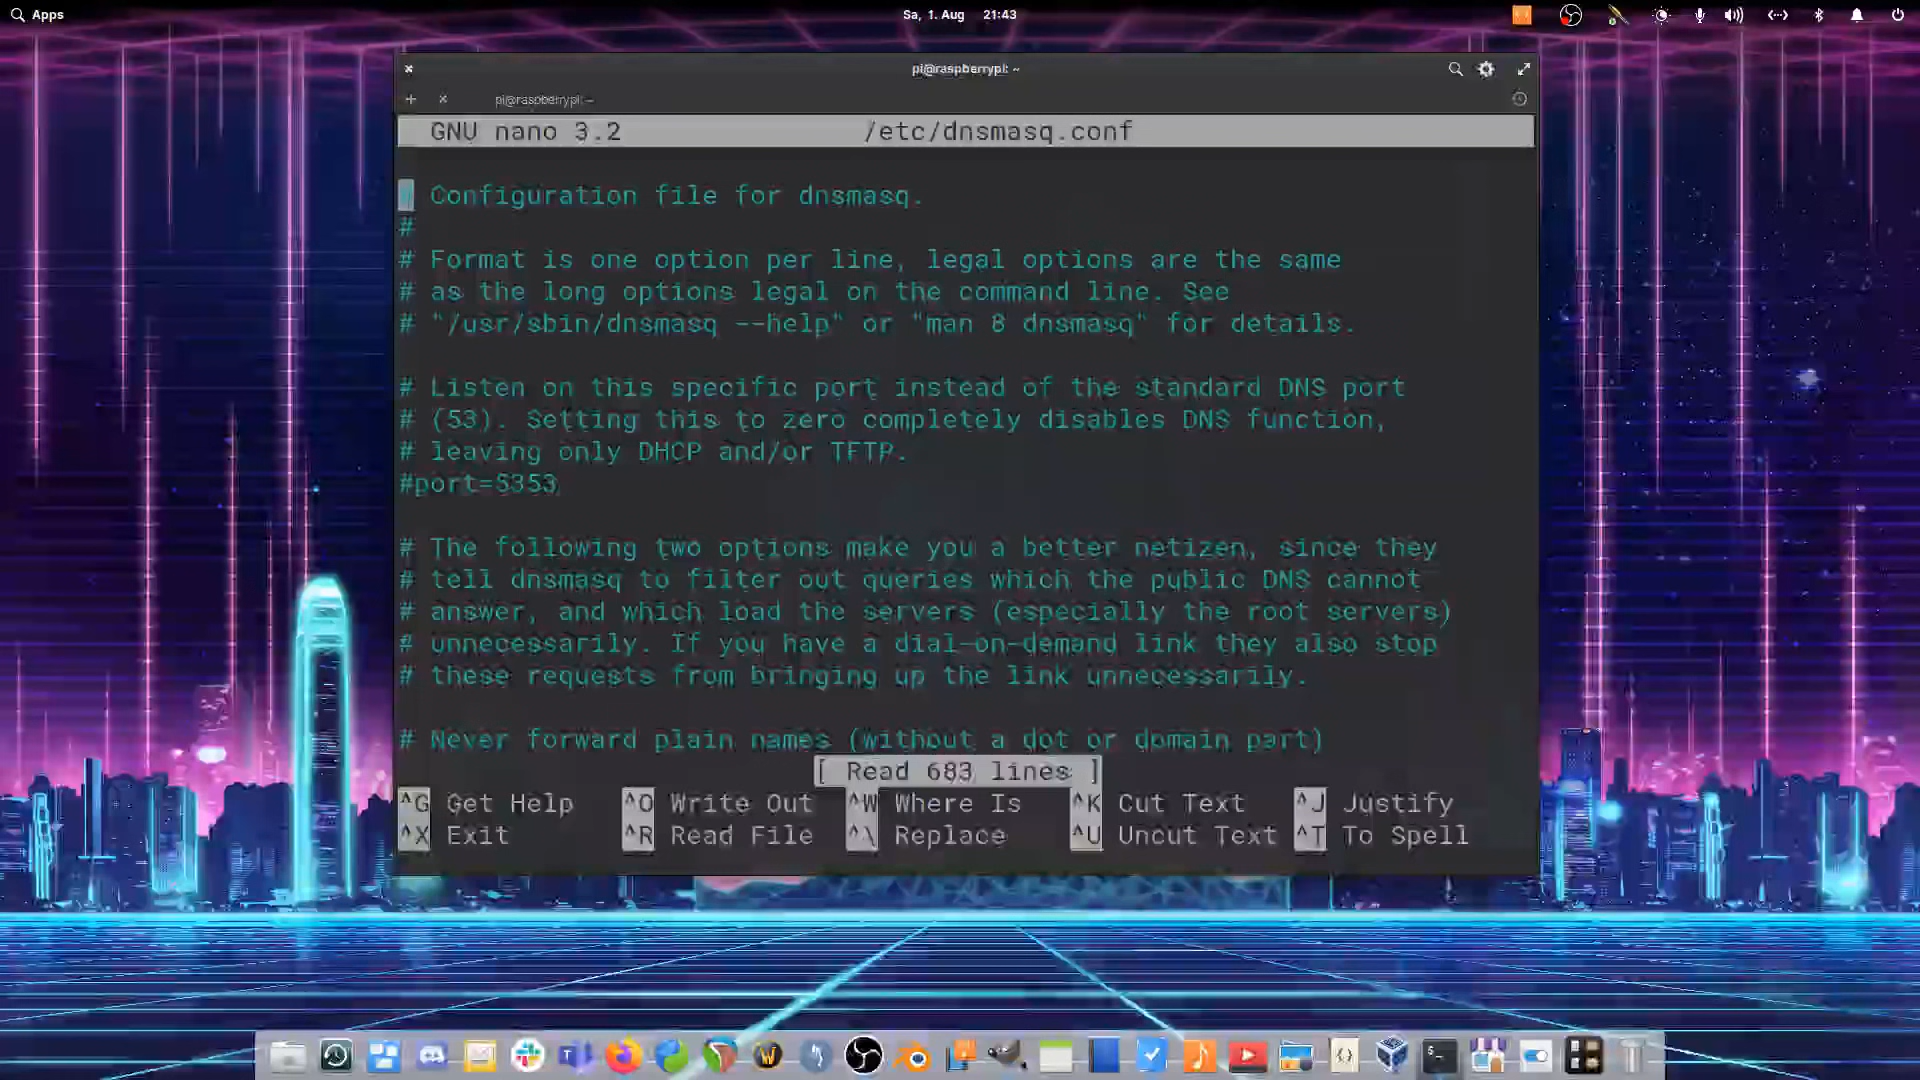 Apps
Sa, 1. Aug 21:43
pi@raspberrypi: ~
pi@raspberrypi: ~
GNU nano 3.2 /etc/dnsmasq.conf
# Configuration file for dnsmasq.
#
# Format is one option per line, legal options are the same
# as the long options legal on the command line. See
# "/usr/sbin/dnsmasq --help" or "man 8 dnsmasq" for details.
# Listen on this specific port instead of the standard DNS port
# (53). Setting this to zero completely disables DNS function,
# leaving only DHCP and/or TFTP.
#port=5353
# The following two options make you a better netizen, since they
# tell dnsmasq to filter out queries which the public DNS cannot
# answer, and which load the servers (especially the root servers)
# unnecessarily. If you have a dial-on-demand link they also stop
# these requests from bringing up the link unnecessarily.
# Never forward plain names (without a dot or domain part)
[ Read 683 lines ]
^G Get Help ^O Write Out ^W Where Is ^K Cut Text ^J Justify
^X Exit ^R Read File ^\ Replace ^U Uncut Text ^T To Spell